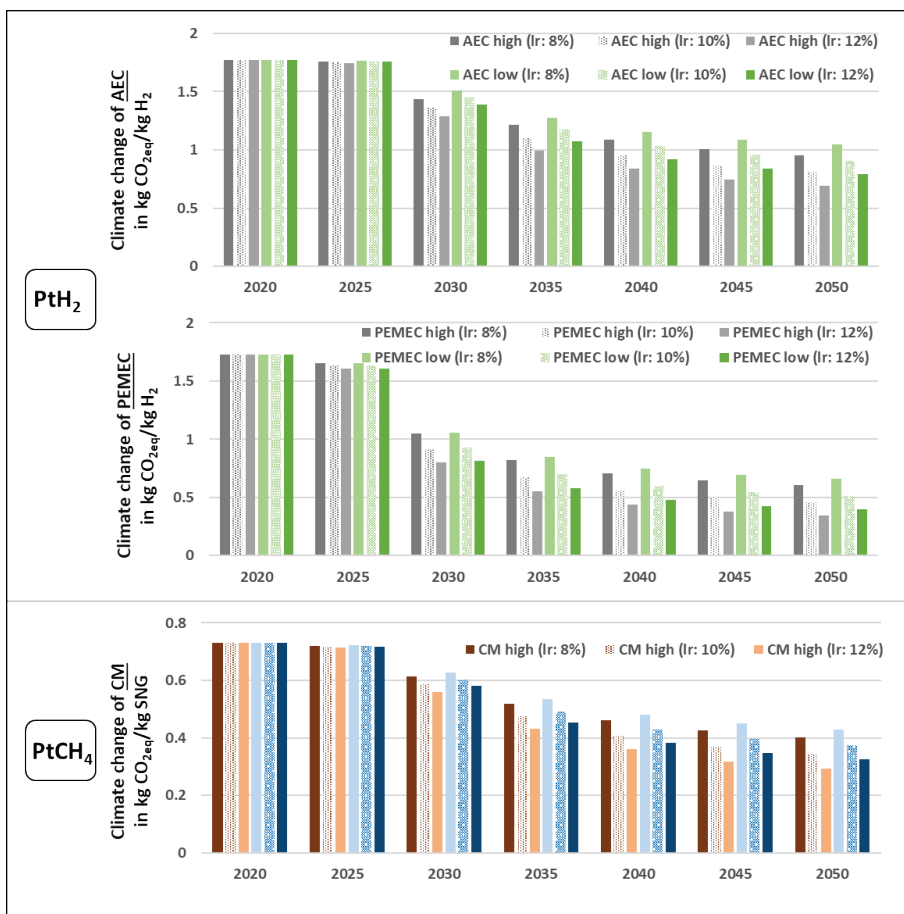 PtH2
Climate change of AEC
in kg CO2eq/kg H2
2
1.5
1
0.5
0
AEC high (lr: 8%) AEC high (lr: 10%) AEC high (lr: 12%)
AEC low (lr: 8%) AEC low (lr: 10%) AEC low (lr: 12%)
2020 2025 2030 2035 2040 2045 2050
Climate change of PEMEC
in kg CO2eq/kg H2
2
1.5
1
0.5
0
PEMEC high (lr: 8%) PEMEC high (lr: 10%) PEMEC high (lr: 12%)
PEMEC low (lr: 8%) PEMEC low (lr: 10%) PEMEC low (lr: 12%)
2020 2025 2030 2035 2040 2045 2050
PtCH4
Climate change of CM
in kg CO2eq/kg SNG
0.8
0.6
0.4
0.2
0
CM high (lr: 8%) CM high (lr: 10%) CM high (lr: 12%)
2020 2025 2030 2035 2040 2045 2050